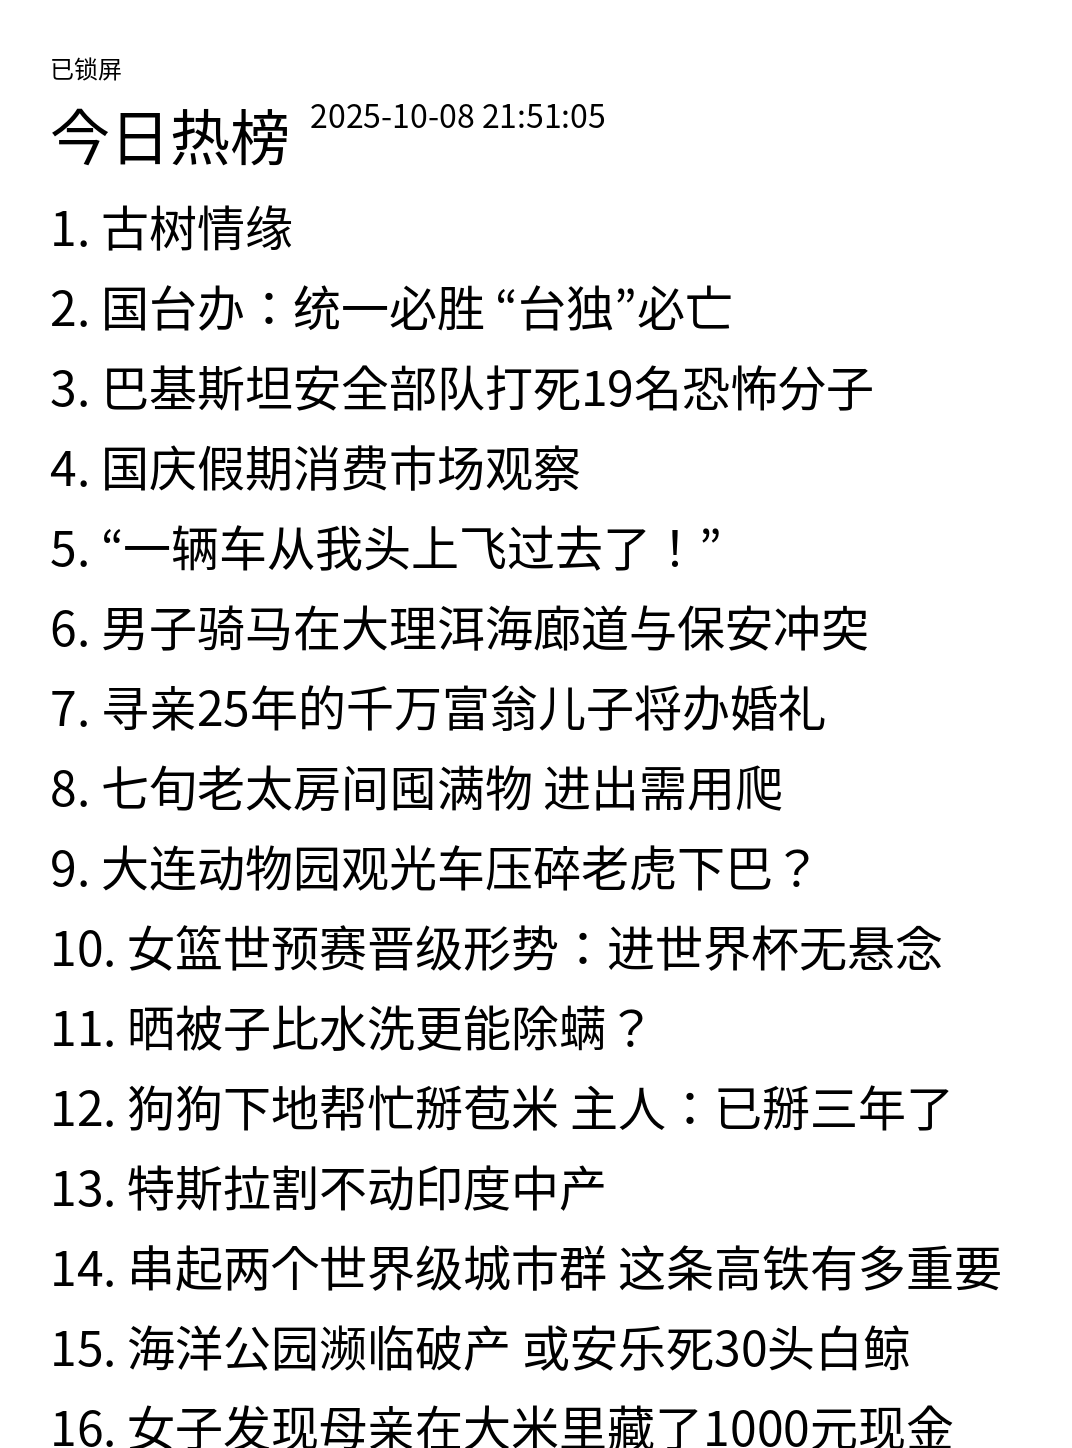 已锁屏
今日热榜 2025-10-08 21:51:05
1. 古树情缘
2. 国台办：统一必胜 “台独”必亡
3. 巴基斯坦安全部队打死19名恐怖分子
4. 国庆假期消费市场观察
5. “一辆车从我头上飞过去了！”
6. 男子骑马在大理洱海廊道与保安冲突
7. 寻亲25年的千万富翁儿子将办婚礼
8. 七旬老太房间囤满物 进出需用爬
9. 大连动物园观光车压碎老虎下巴？
10. 女篮世预赛晋级形势：进世界杯无悬念
11. 晒被子比水洗更能除螨？
12. 狗狗下地帮忙掰苞米 主人：已掰三年了
13. 特斯拉割不动印度中产
14. 串起两个世界级城市群 这条高铁有多重要
15. 海洋公园濒临破产 或安乐死30头白鲸
16. 女子发现母亲在大米里藏了1000元现金